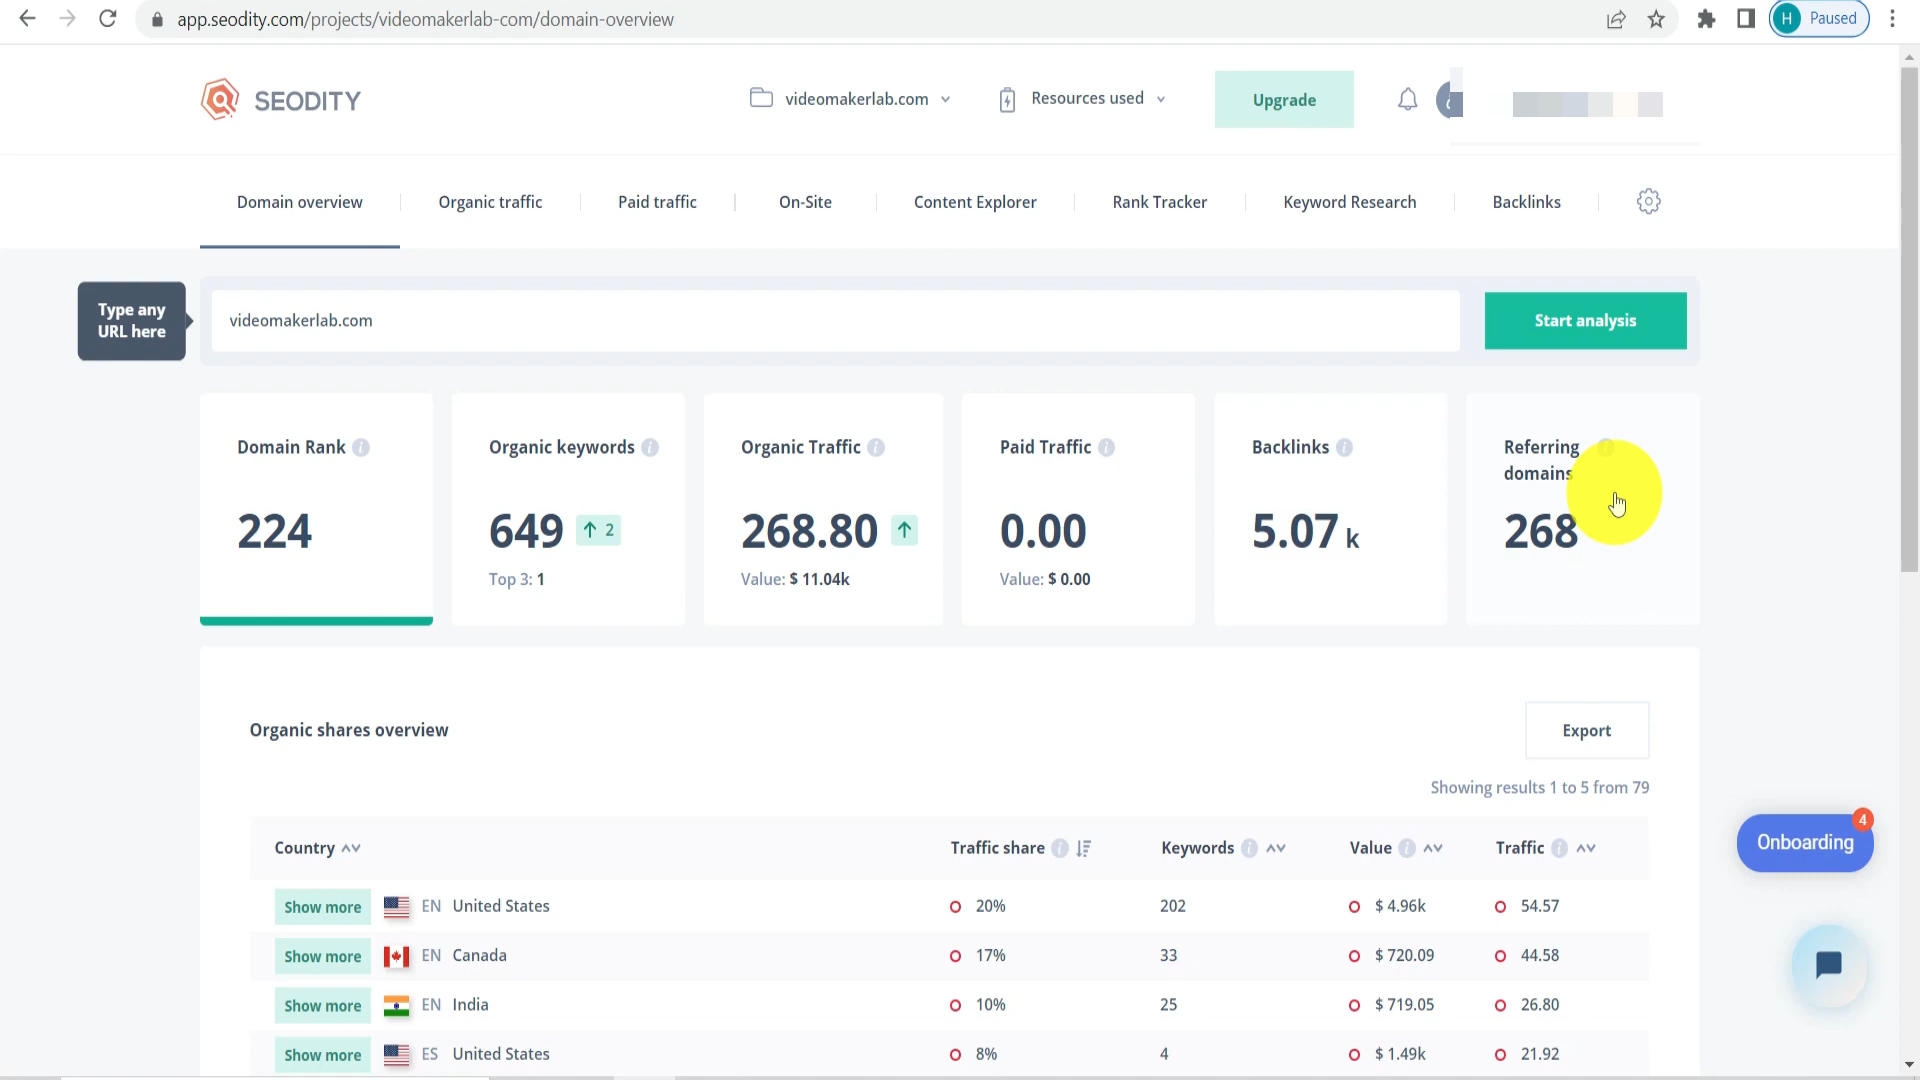 app.seodity.com/projects/videomakerlab-com/domain-overview
H Paused
SEODITY
videomakerlab.com
Resources used
Upgrade
Domain overview
Organic traffic
Paid traffic
On-Site
Content Explorer
Rank Tracker
Keyword Research
Backlinks
Type any
URL here
videomakerlab.com
Start analysis
Domain Rank
224
Organic keywords
649 2
Top 3: 1
Organic Traffic
268.80
Value: $ 11.04k
Paid Traffic
0.00
Value: $ 0.00
Backlinks
5.07 k
Referring
domains
268
Organic shares overview
Export
Showing results 1 to 5 from 79
Country Traffic share Keywords Value Traffic
Show more EN United States 20% 202 $ 4.96k 54.57
Show more EN Canada 17% 33 $ 720.09 44.58
Show more EN India 10% 25 $ 719.05 26.80
Show more ES United States 8% 4 $ 1.49k 21.92
Onboarding
4